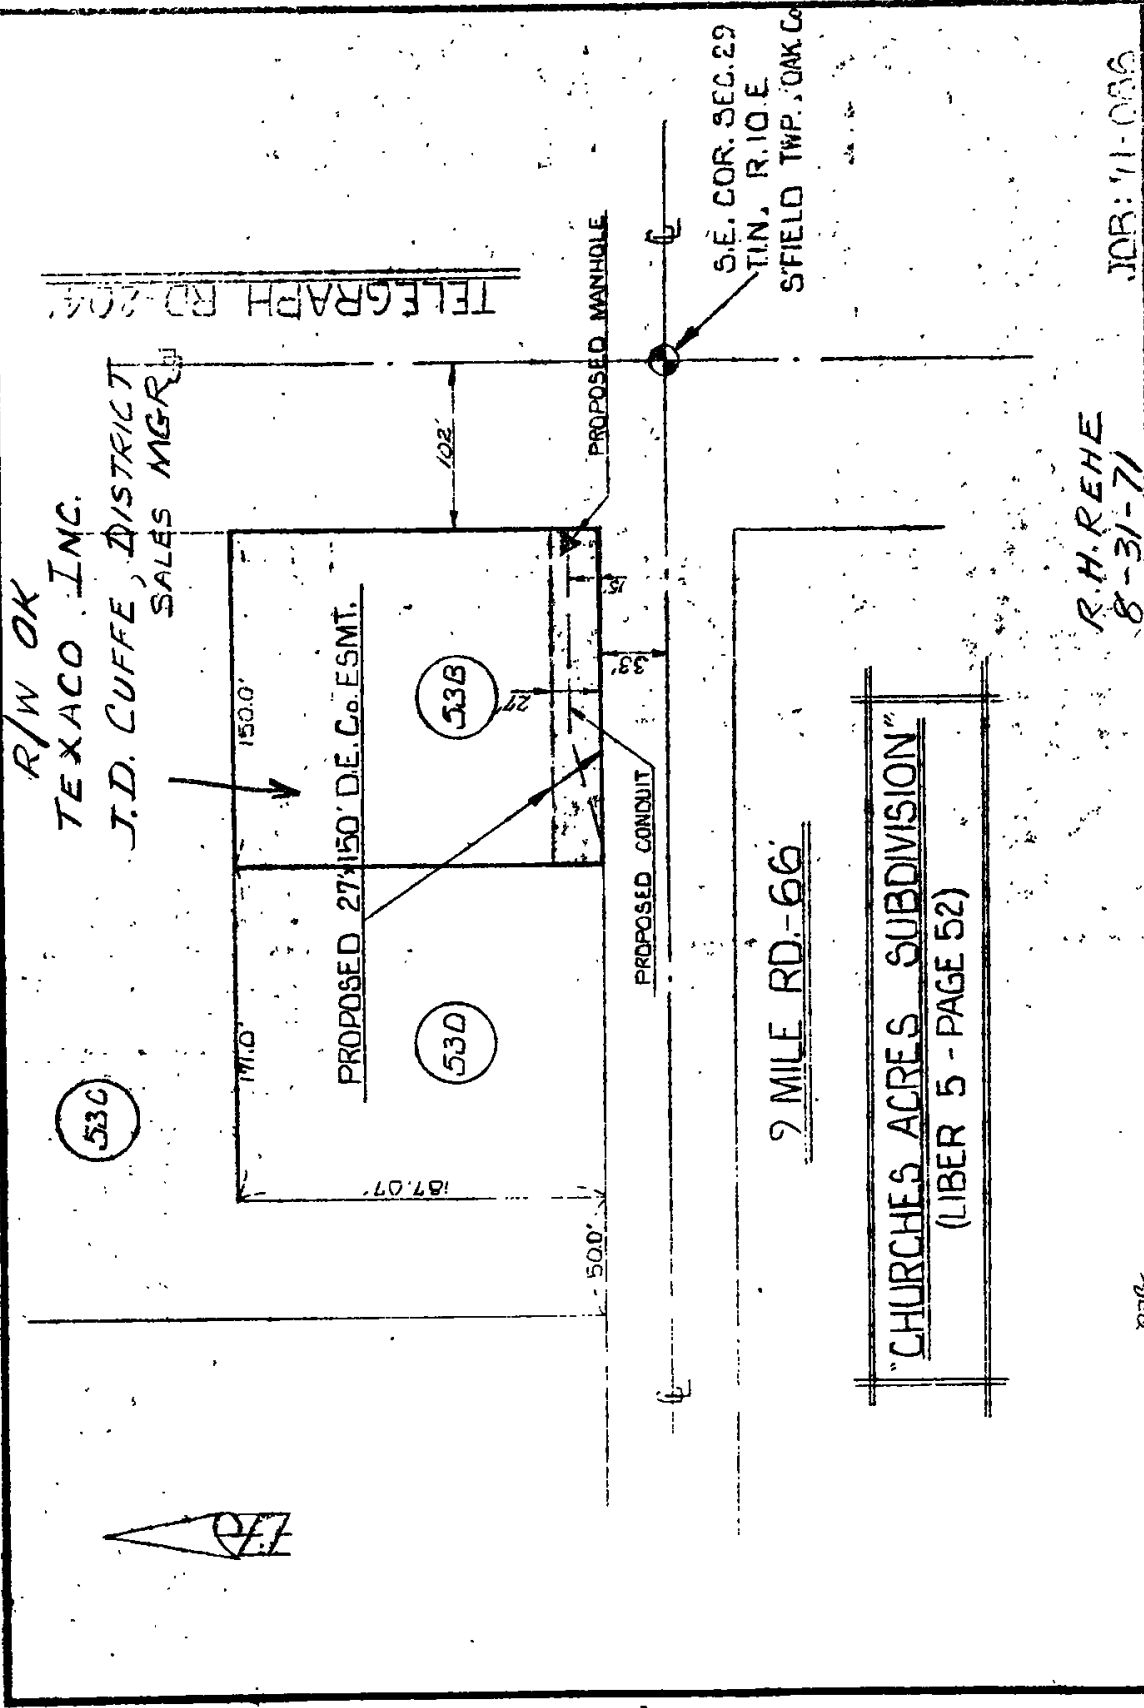 R/W OK
TEXACO INC.
J.D. CUFFE, DISTRICT
SALES MGR.
TELEGRAPH RD-204'
53C
171.0'
150.0'
102'
PROPOSED 27'x150' D.E.Co. ESMT.
53D
53B
187.07'
27'
15'
33'
50.0'
PROPOSED MANHOLE
PROPOSED CONDUIT
S.E. COR. SEC. 29
T.1N., R.10.E
S'FIELD TWP., OAK.Co
9 MILE RD.-66'
"CHURCHES ACRES SUBDIVISION"
(LIBER 5 - PAGE 52)
R.H. REHE
8-31-71